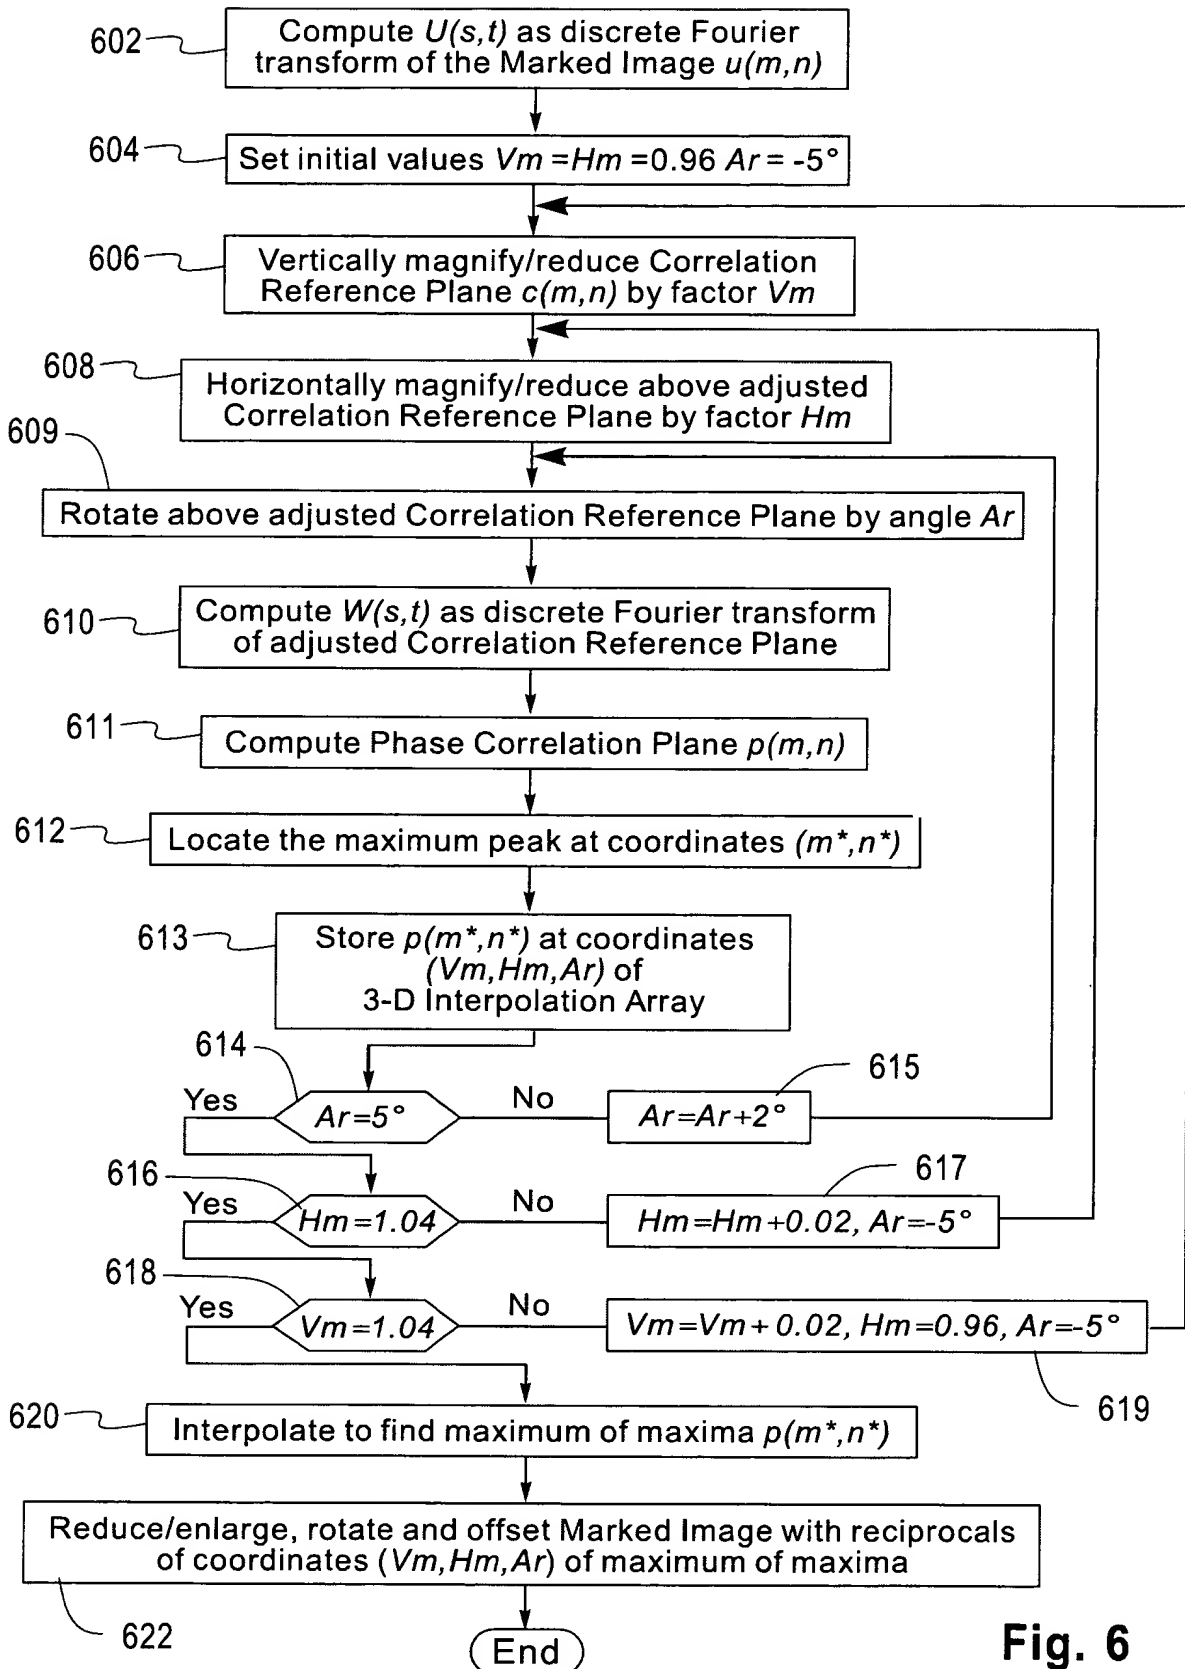 602
Compute U(s,t) as discrete Fourier
transform of the Marked Image u(m,n)
604
Set initial values Vm =Hm =0.96 Ar = -5°
606
Vertically magnify/reduce Correlation
Reference Plane c(m,n) by factor Vm
608
Horizontally magnify/reduce above adjusted
Correlation Reference Plane by factor Hm
609
Rotate above adjusted Correlation Reference Plane by angle Ar
610
Compute W(s,t) as discrete Fourier transform
of adjusted Correlation Reference Plane
611
Compute Phase Correlation Plane p(m,n)
612
Locate the maximum peak at coordinates (m*,n*)
613
Store p(m*,n*) at coordinates
(Vm,Hm,Ar) of
3-D Interpolation Array
614
615
Yes
Ar=5°
No
Ar=Ar+2°
616
617
Yes
Hm=1.04
No
Hm=Hm+0.02, Ar=-5°
618
Yes
Vm=1.04
No
Vm=Vm+0.02, Hm=0.96, Ar=-5°
619
620
Interpolate to find maximum of maxima p(m*,n*)
Reduce/enlarge, rotate and offset Marked Image with reciprocals
of coordinates (Vm,Hm,Ar) of maximum of maxima
622
End
Fig. 6